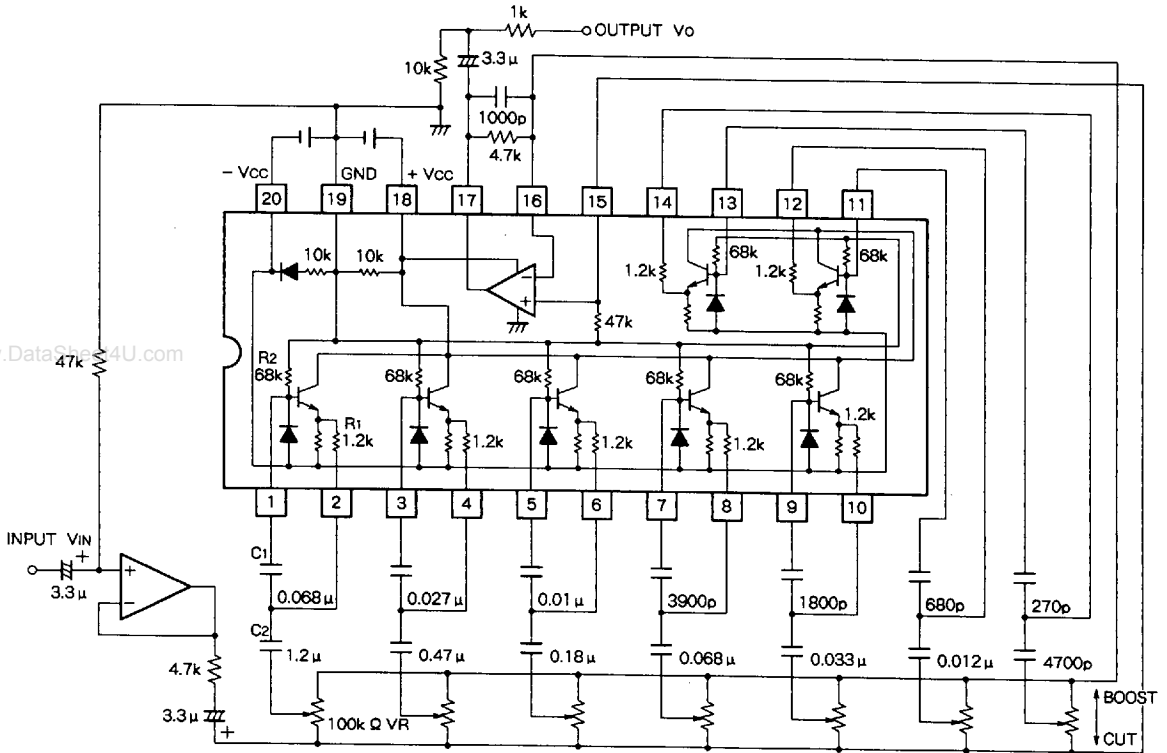 1k
OUTPUT Vo
10k
3.3μ
1000p
4.7k
− Vcc
GND
+ Vcc
20
19
18
17
16
15
14
13
12
11
10k
10k
68k
68k
1.2k
1.2k
47k
47k
R2
68k
68k
68k
68k
68k
R1
1.2k
1.2k
1.2k
1.2k
1.2k
1
2
3
4
5
6
7
8
9
10
INPUT VIN
+
3.3μ
+
−
+
−
C1
0.068μ
0.027μ
0.01μ
3900p
1800p
680p
270p
C2
1.2μ
0.47μ
0.18μ
0.068μ
0.033μ
0.012μ
4700p
4.7k
3.3μ
+
100kΩ VR
BOOST
CUT